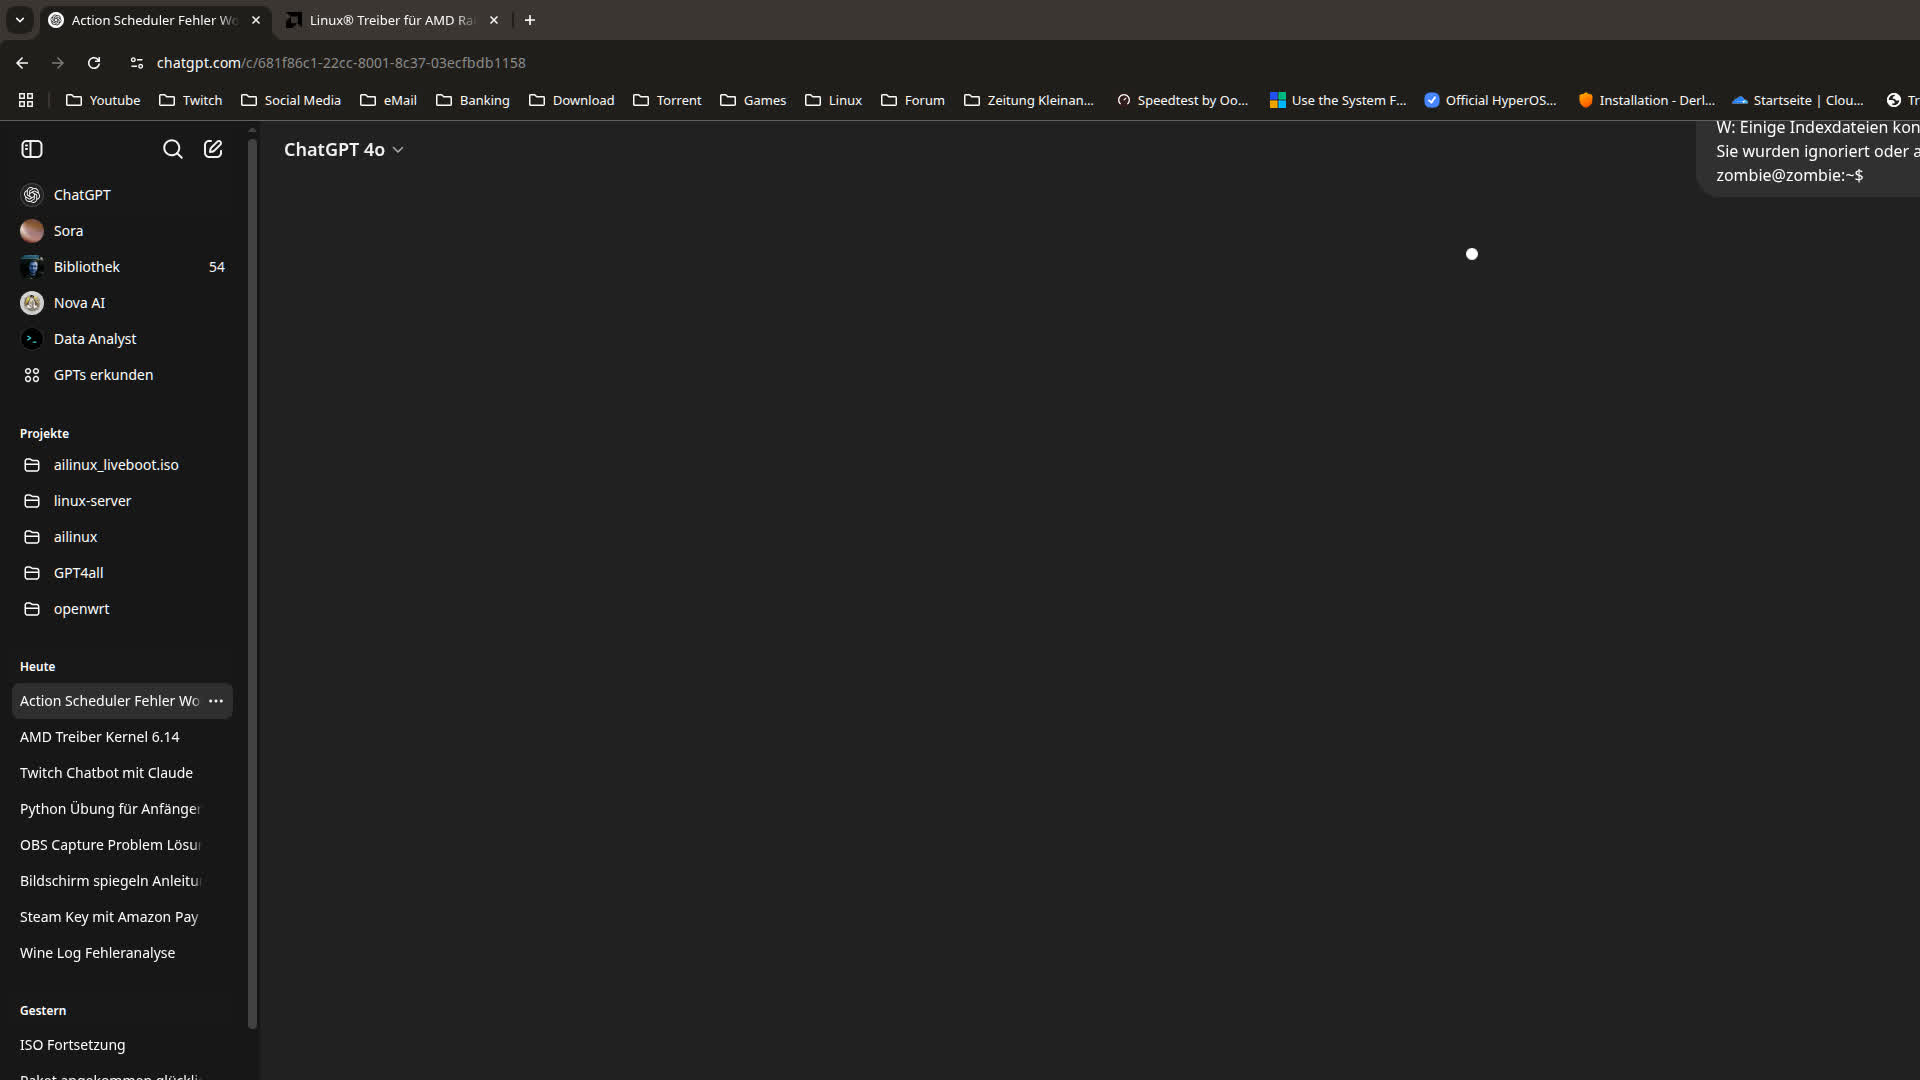 Action Scheduler Fehler Wo
Linux® Treiber für AMD Ra
chatgpt.com/c/681f86c1-22cc-8001-8c37-03ecfbdb1158
Youtube
Twitch
Social Media
eMail
Banking
Download
Torrent
Games
Linux
Forum
Zeitung Kleinan...
Speedtest by Oo...
Use the System F...
Official HyperOS...
Installation - Derl...
Startseite | Clou...
Tr
ChatGPT 4o
W: Einige Indexdateien kon
Sie wurden ignoriert oder a
zombie@zombie:~$
ChatGPT
Sora
Bibliothek 54
Nova AI
Data Analyst
GPTs erkunden
Projekte
ailinux_liveboot.iso
linux-server
ailinux
GPT4all
openwrt
Heute
Action Scheduler Fehler Wo
AMD Treiber Kernel 6.14
Twitch Chatbot mit Claude
Python Übung für Anfänger
OBS Capture Problem Lösu
Bildschirm spiegeln Anleitu
Steam Key mit Amazon Pay
Wine Log Fehleranalyse
Gestern
ISO Fortsetzung
Paket angekommen glückli